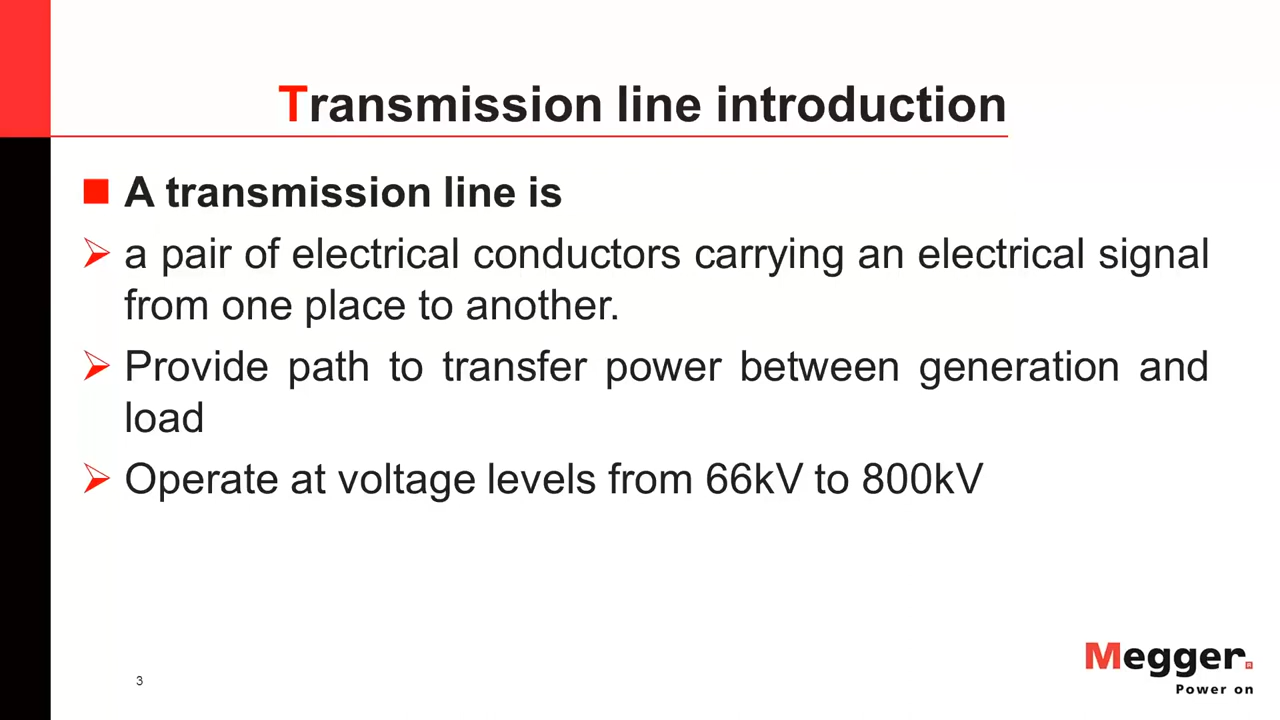 Transmission line introduction
A transmission line is
a pair of electrical conductors carrying an electrical signal
from one place to another.
Provide path to transfer power between generation and
load
Operate at voltage levels from 66kV to 800kV
Megger.
Power on
3